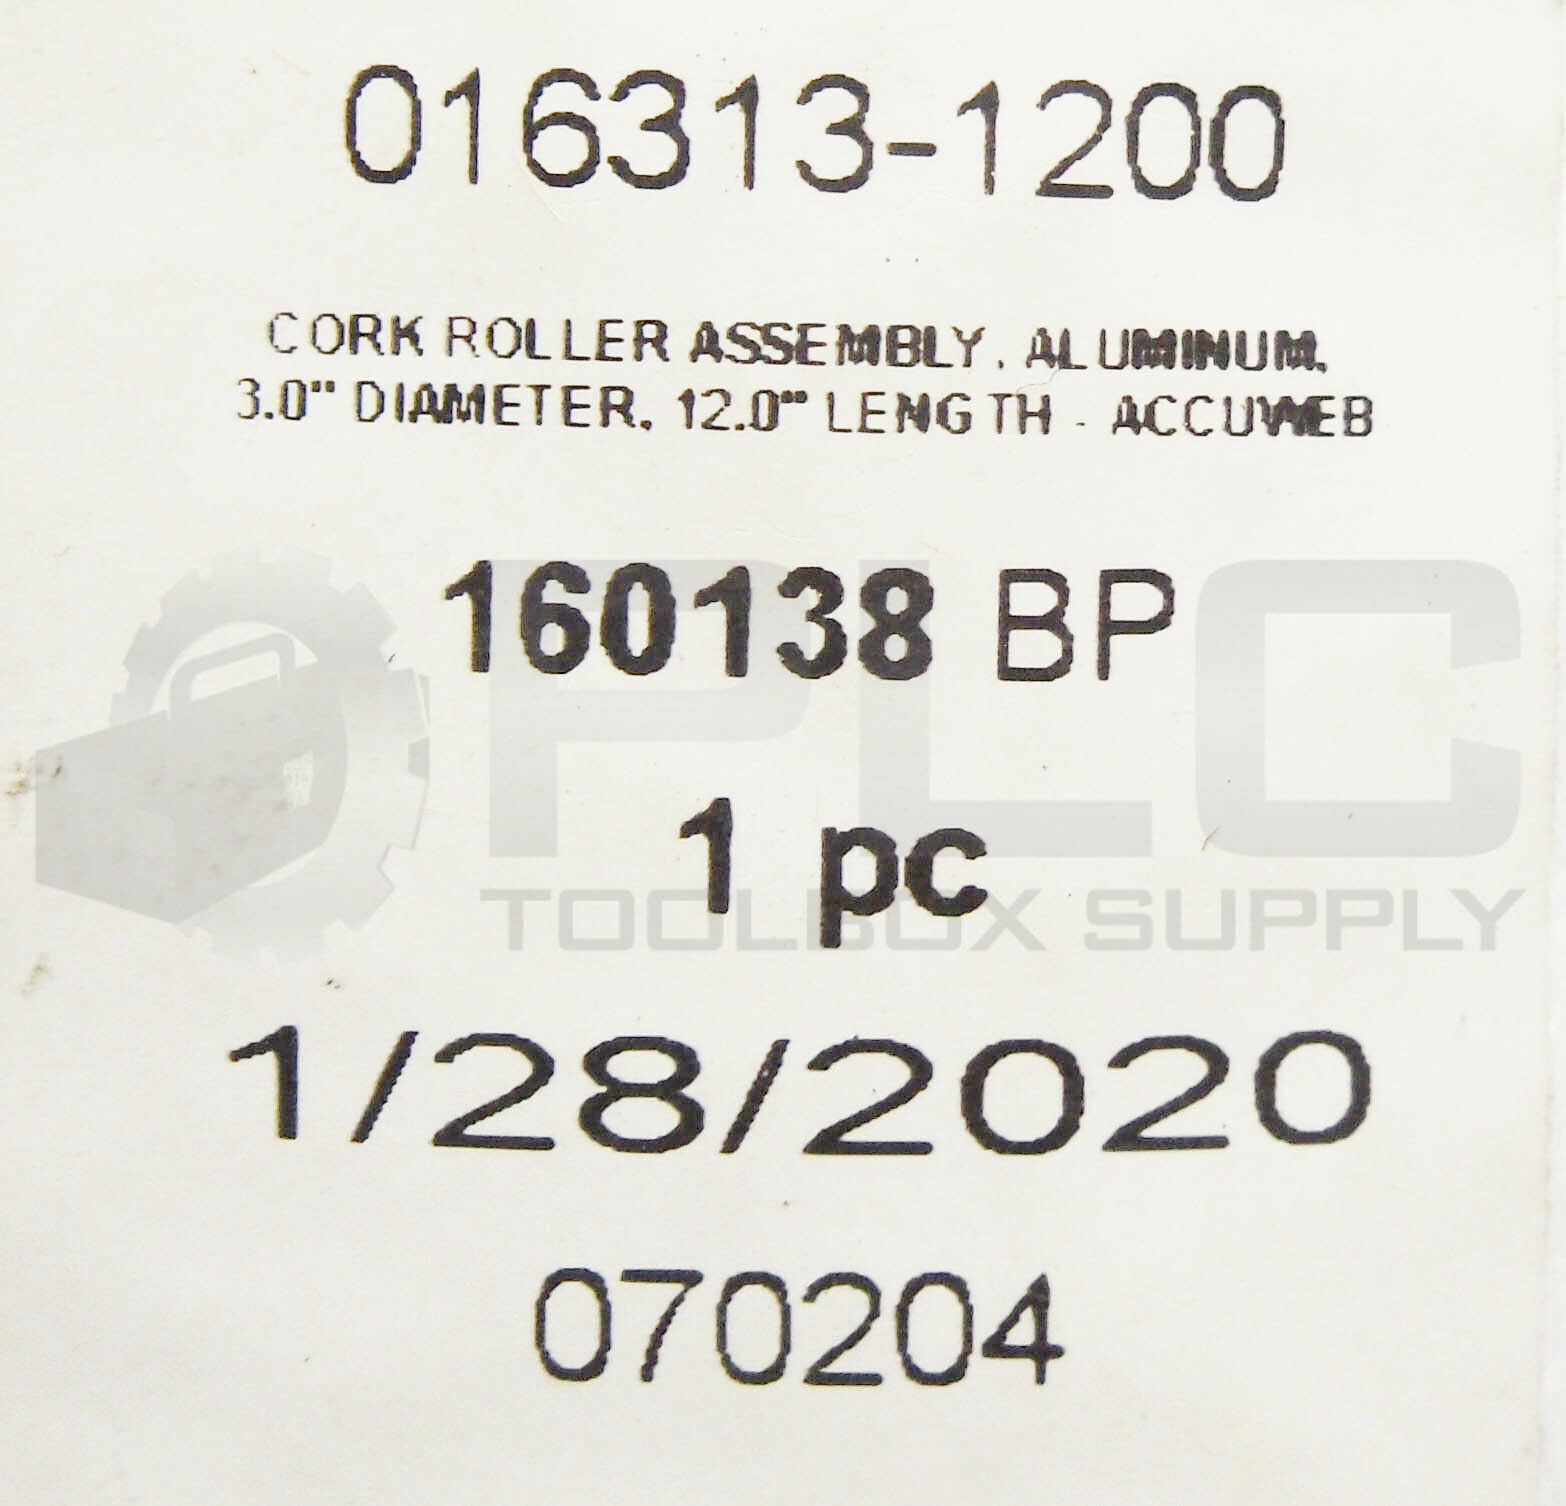 016313-1200
CORK ROLLER ASSEMBLY, ALUMINUM,
3.0" DIAMETER, 12.0" LENGTH - ACCUWEB
160138 BP
PLC
1 pc
TOOLBOX SUPPLY
1/28/2020
070204